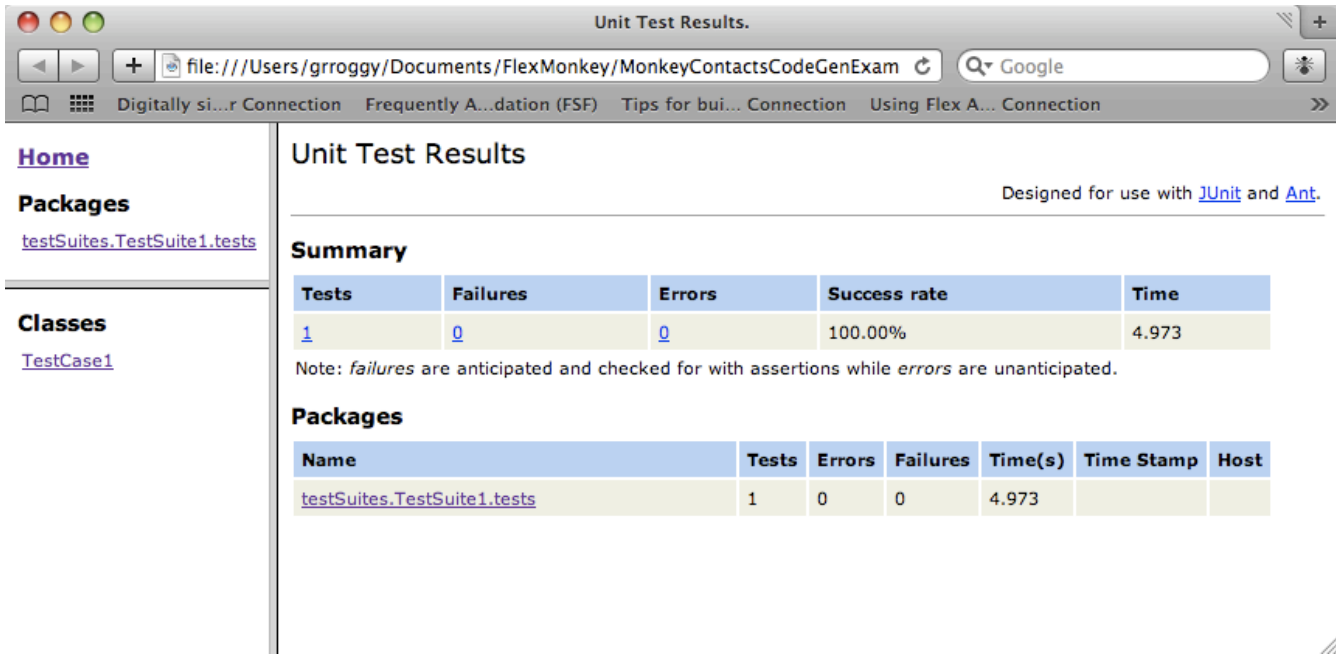 Unit Test Results.
file:///Users/grroggy/Documents/FlexMonkey/MonkeyContactsCodeGenExam
Google
Digitally si...r Connection Frequently A...dation (FSF) Tips for bui... Connection Using Flex A... Connection
Home
Packages
testSuites.TestSuite1.tests
Classes
TestCase1
Unit Test Results
Designed for use with JUnit and Ant.
Summary
Tests Failures Errors Success rate Time
1 0 0 100.00% 4.973
Note: failures are anticipated and checked for with assertions while errors are unanticipated.
Packages
Name Tests Errors Failures Time(s) Time Stamp Host
testSuites.TestSuite1.tests 1 0 0 4.973